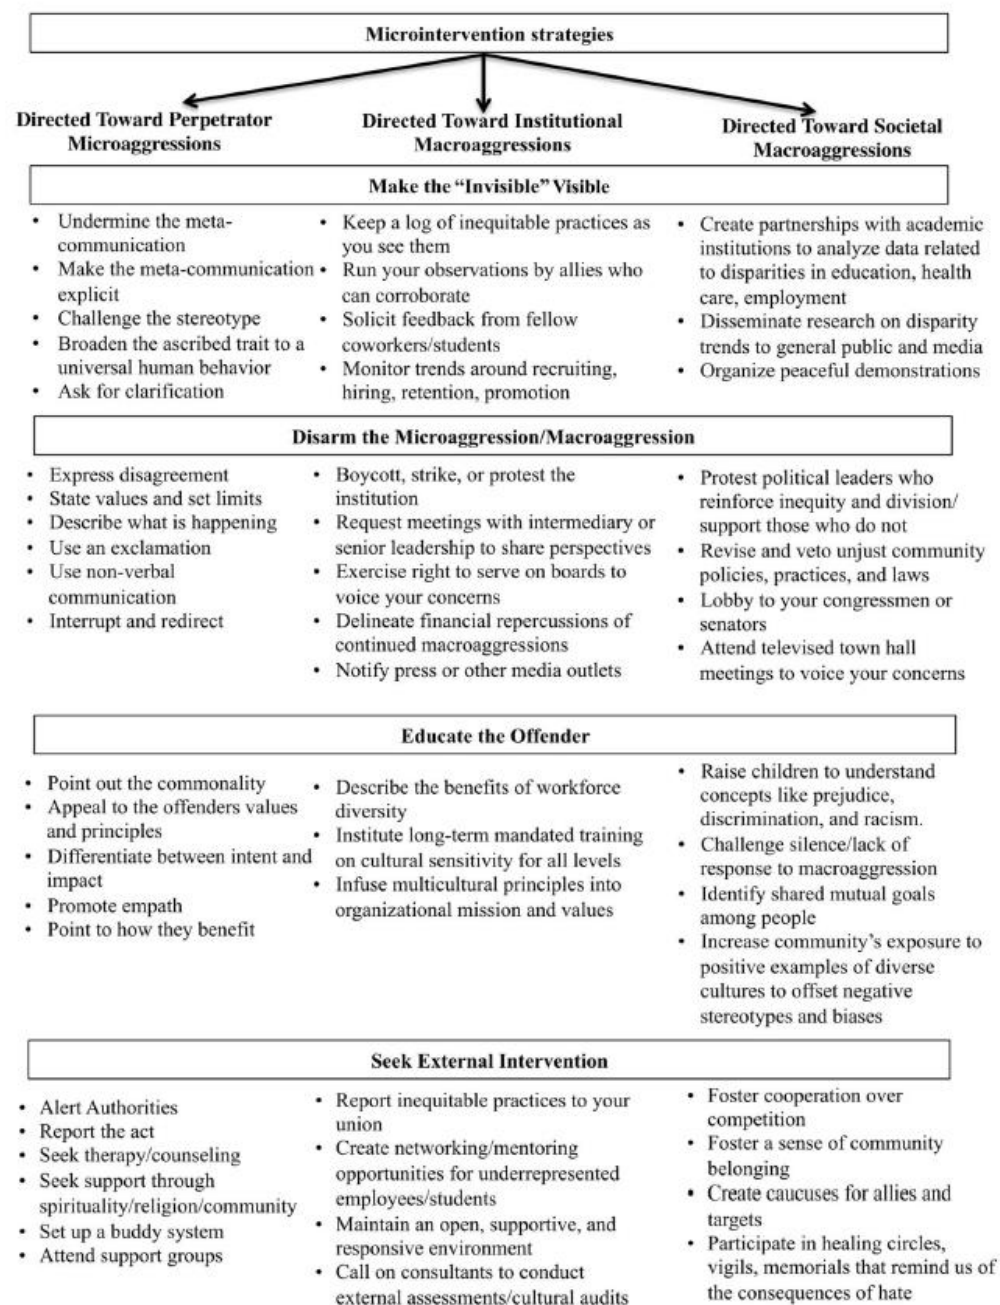 Microintervention strategies
Directed Toward Perpetrator
Microaggressions
Directed Toward Institutional
Macroaggressions
Directed Toward Societal
Macroaggressions
Make the “Invisible” Visible
• Undermine the meta-
communication
• Make the meta-communication
explicit
• Challenge the stereotype
• Broaden the ascribed trait to a
universal human behavior
• Ask for clarification
• Keep a log of inequitable practices as
you see them
• Run your observations by allies who
can corroborate
• Solicit feedback from fellow
coworkers/students
• Monitor trends around recruiting,
hiring, retention, promotion
• Create partnerships with academic
institutions to analyze data related
to disparities in education, health
care, employment
• Disseminate research on disparity
trends to general public and media
• Organize peaceful demonstrations
Disarm the Microaggression/Macroaggression
• Express disagreement
• State values and set limits
• Describe what is happening
• Use an exclamation
• Use non-verbal
communication
• Interrupt and redirect
• Boycott, strike, or protest the
institution
• Request meetings with intermediary or
senior leadership to share perspectives
• Exercise right to serve on boards to
voice your concerns
• Delineate financial repercussions of
continued macroaggressions
• Notify press or other media outlets
• Protest political leaders who
reinforce inequity and division/
support those who do not
• Revise and veto unjust community
policies, practices, and laws
• Lobby to your congressmen or
senators
• Attend televised town hall
meetings to voice your concerns
Educate the Offender
• Point out the commonality
• Appeal to the offenders values
and principles
• Differentiate between intent and
impact
• Promote empath
• Point to how they benefit
• Describe the benefits of workforce
diversity
• Institute long-term mandated training
on cultural sensitivity for all levels
• Infuse multicultural principles into
organizational mission and values
• Raise children to understand
concepts like prejudice,
discrimination, and racism.
• Challenge silence/lack of
response to macroaggression
• Identify shared mutual goals
among people
• Increase community’s exposure to
positive examples of diverse
cultures to offset negative
stereotypes and biases
Seek External Intervention
• Alert Authorities
• Report the act
• Seek therapy/counseling
• Seek support through
spirituality/religion/community
• Set up a buddy system
• Attend support groups
• Report inequitable practices to your
union
• Create networking/mentoring
opportunities for underrepresented
employees/students
• Maintain an open, supportive, and
responsive environment
• Call on consultants to conduct
external assessments/cultural audits
• Foster cooperation over
competition
• Foster a sense of community
belonging
• Create caucuses for allies and
targets
• Participate in healing circles,
vigils, memorials that remind us of
the consequences of hate